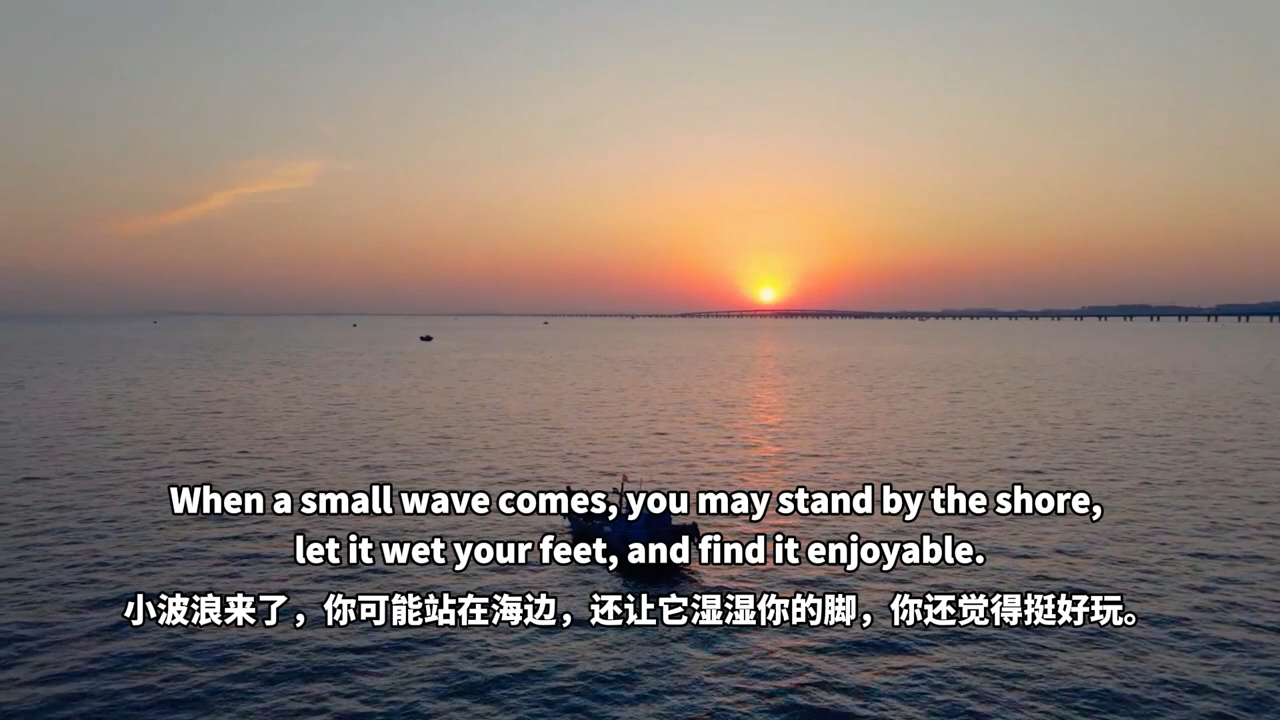 When a small wave comes, you may stand by the shore,
let it wet your feet, and find it enjoyable.
小波浪来了，你可能站在海边，还让它湿湿你的脚，你还觉得挺好玩。